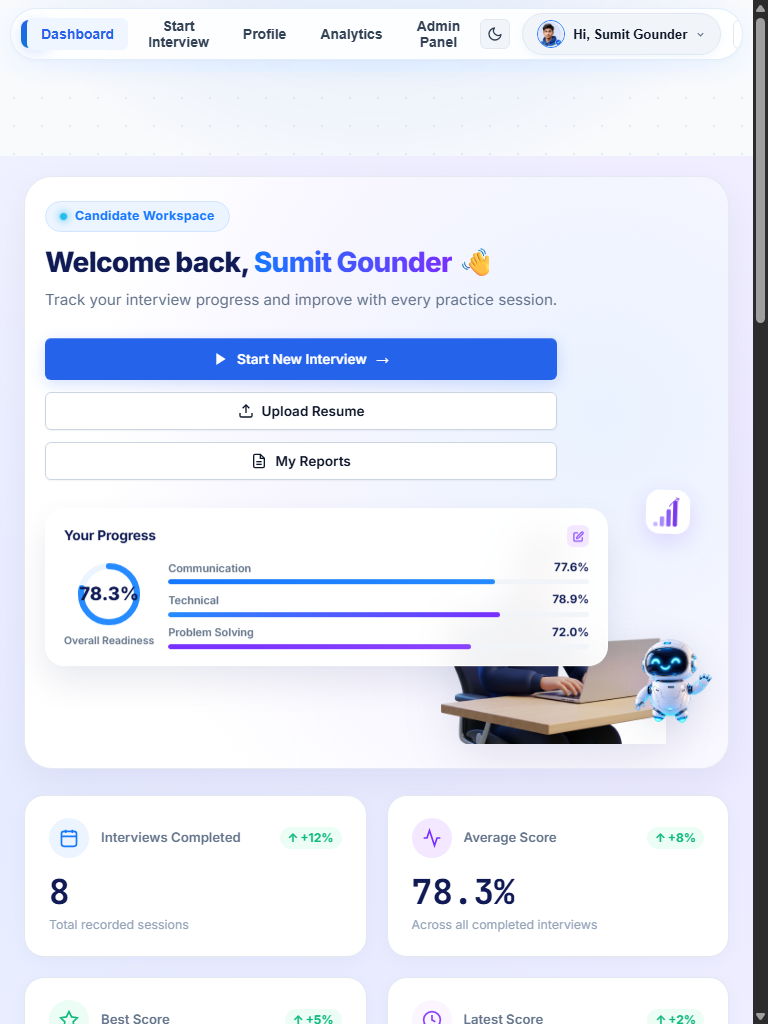 Dashboard
Start
Interview
Profile
Analytics
Admin
Panel
Hi, Sumit Gounder
Candidate Workspace
Welcome back, Sumit Gounder 👋
Track your interview progress and improve with every practice session.
Start New Interview →
Upload Resume
My Reports
Your Progress
78.3%
Overall Readiness
Communication 77.6%
Technical 78.9%
Problem Solving 72.0%
Interviews Completed ↑ +12%
8
Total recorded sessions
Average Score ↑ +8%
78.3%
Across all completed interviews
Best Score ↑ +5%
Latest Score ↑ +2%